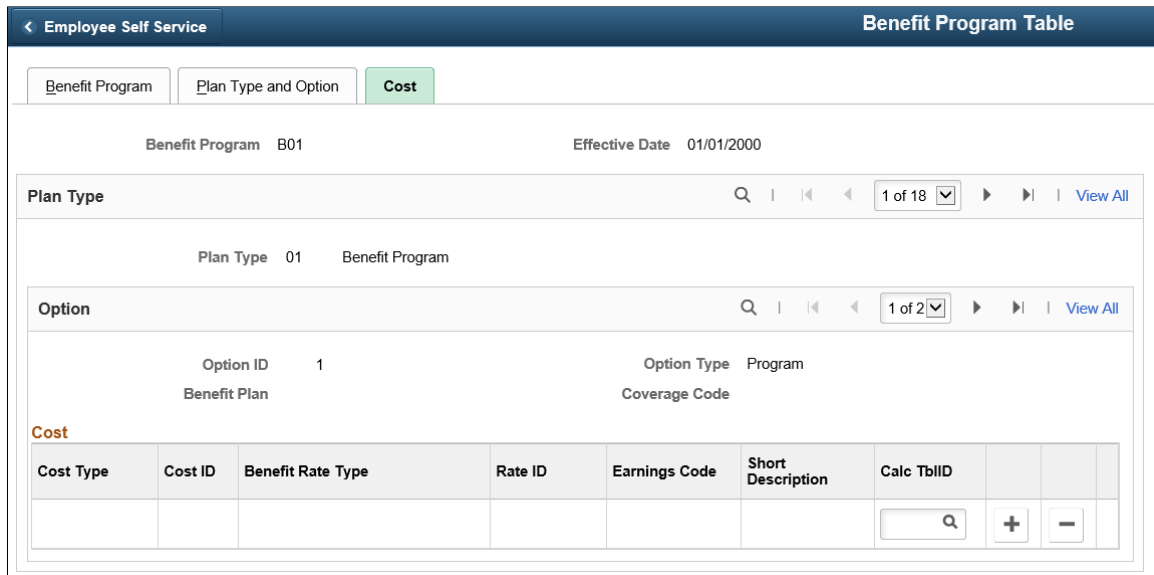 Employee Self Service
Benefit Program Table
Benefit Program Plan Type and Option Cost
Benefit Program B01 Effective Date 01/01/2000
Plan Type 1 of 18 View All
Plan Type 01 Benefit Program
Option 1 of 2 View All
Option ID 1 Option Type Program
Benefit Plan Coverage Code
Cost
Cost Type Cost ID Benefit Rate Type Rate ID Earnings Code Short Description Calc TblID